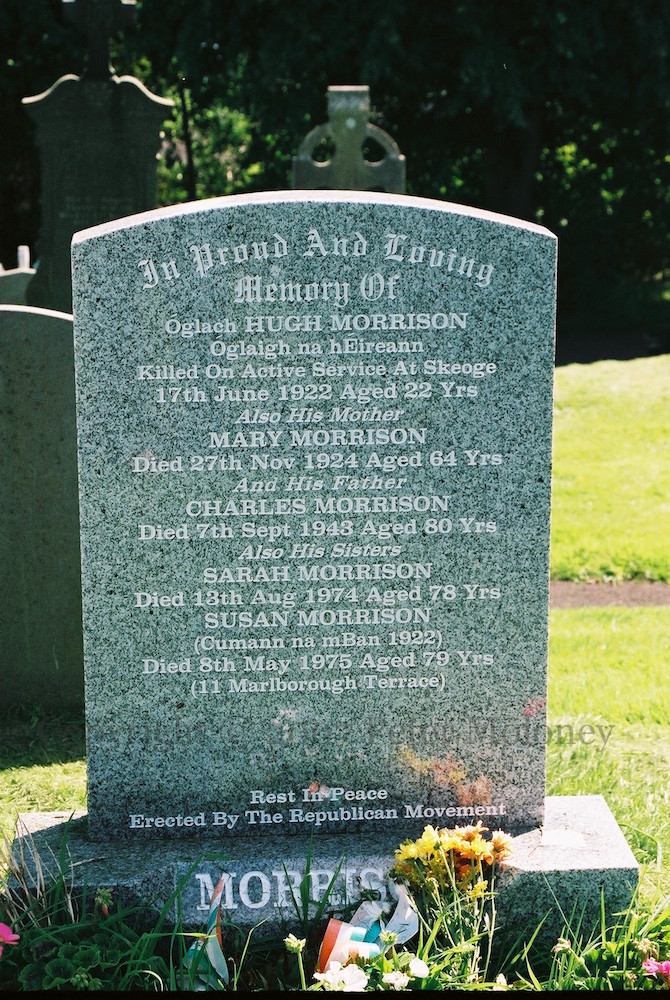 In Proud And Loving
Memory Of
Oglach HUGH MORRISON
Oglaigh na hEireann
Killed On Active Service At Skeoge
17th June 1922 Aged 22 Yrs
Also His Mother
MARY MORRISON
Died 27th Nov 1924 Aged 64 Yrs
And His Father
CHARLES MORRISON
Died 7th Sept 1943 Aged 80 Yrs
Also His Sisters
SARAH MORRISON
Died 13th Aug 1974 Aged 78 Yrs
SUSAN MORRISON
(Cumann na mBan 1922)
Died 8th May 1975 Aged 79 Yrs
(11 Marlborough Terrace)
Rest In Peace
Erected By The Republican Movement
MORRIS